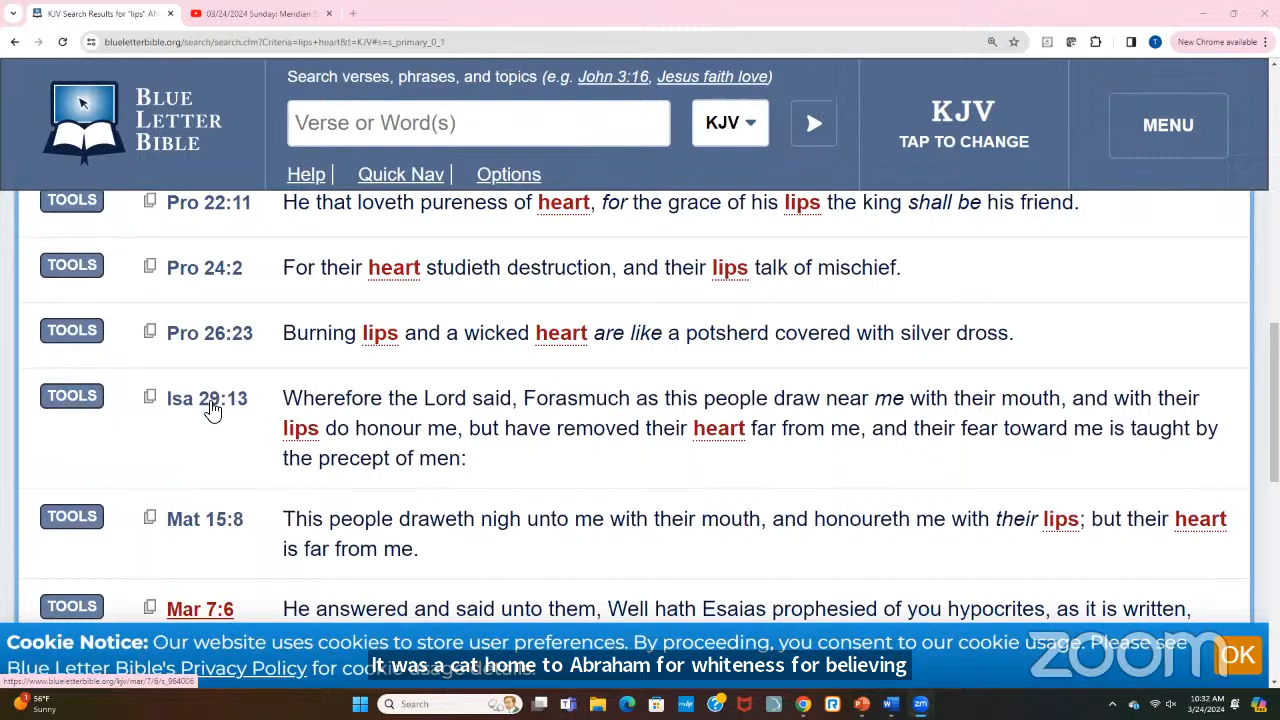 KJV Search Results for "lips" AN
03/24/2024 Sunday: Meridian S
blueletterbible.org/search/search.cfm?Criteria=lips+heart&t=KJV#s=s_primary_0_1
New Chrome available
BLUE
LETTER
BIBLE
Search verses, phrases, and topics (e.g. John 3:16, Jesus faith love)
Verse or Word(s)
KJV
KJV
TAP TO CHANGE
MENU
Help | Quick Nav | Options
TOOLS Pro 22:11 He that loveth pureness of heart, for the grace of his lips the king shall be his friend.
TOOLS Pro 24:2 For their heart studieth destruction, and their lips talk of mischief.
TOOLS Pro 26:23 Burning lips and a wicked heart are like a potsherd covered with silver dross.
TOOLS Isa 29:13 Wherefore the Lord said, Forasmuch as this people draw near me with their mouth, and with their
lips do honour me, but have removed their heart far from me, and their fear toward me is taught by
the precept of men:
TOOLS Mat 15:8 This people draweth nigh unto me with their mouth, and honoureth me with their lips; but their heart
is far from me.
TOOLS Mar 7:6 He answered and said unto them, Well hath Esaias prophesied of you hypocrites, as it is written,
Cookie Notice: Our website uses cookies to store user preferences. By proceeding, you consent to our cookie usage. Please see
Blue Letter Bible's Privacy Policy for cookie usage details.
OK
zoom
It was a cat home to Abraham for whiteness for believing
https://www.blueletterbible.org/kjv/mar/7/6/s_964006
56°F
Sunny
Search
10:32 AM
3/24/2024